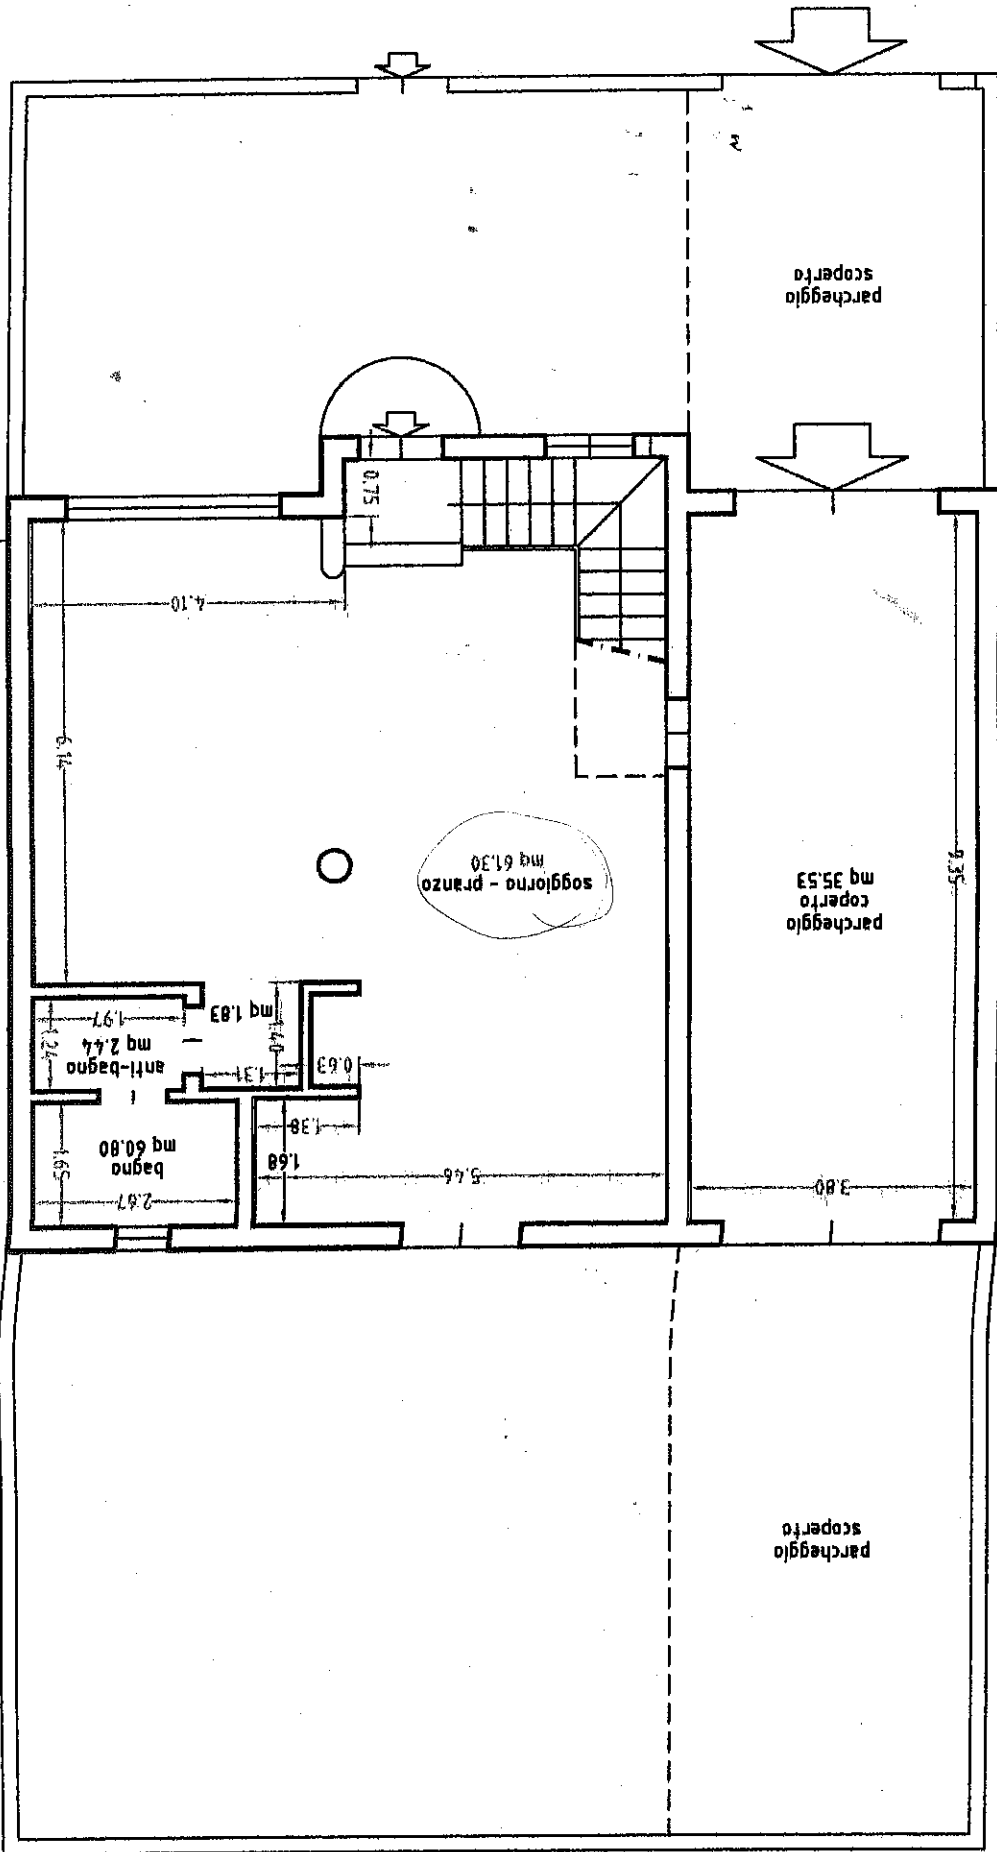 parcheggio
scoperto
3.80
5.46
2.67
1.65
bagno
mq 60.80
1.68
1.38
anti-bagno
mq 2.44
1.97
1.24
1.31
0.63
1.40
mq 1.83
parcheggio
coperto
mq 35.53
9.35
soggiorno - pranzo
mq 61.30
6.14
4.10
0.75
parcheggio
scoperto